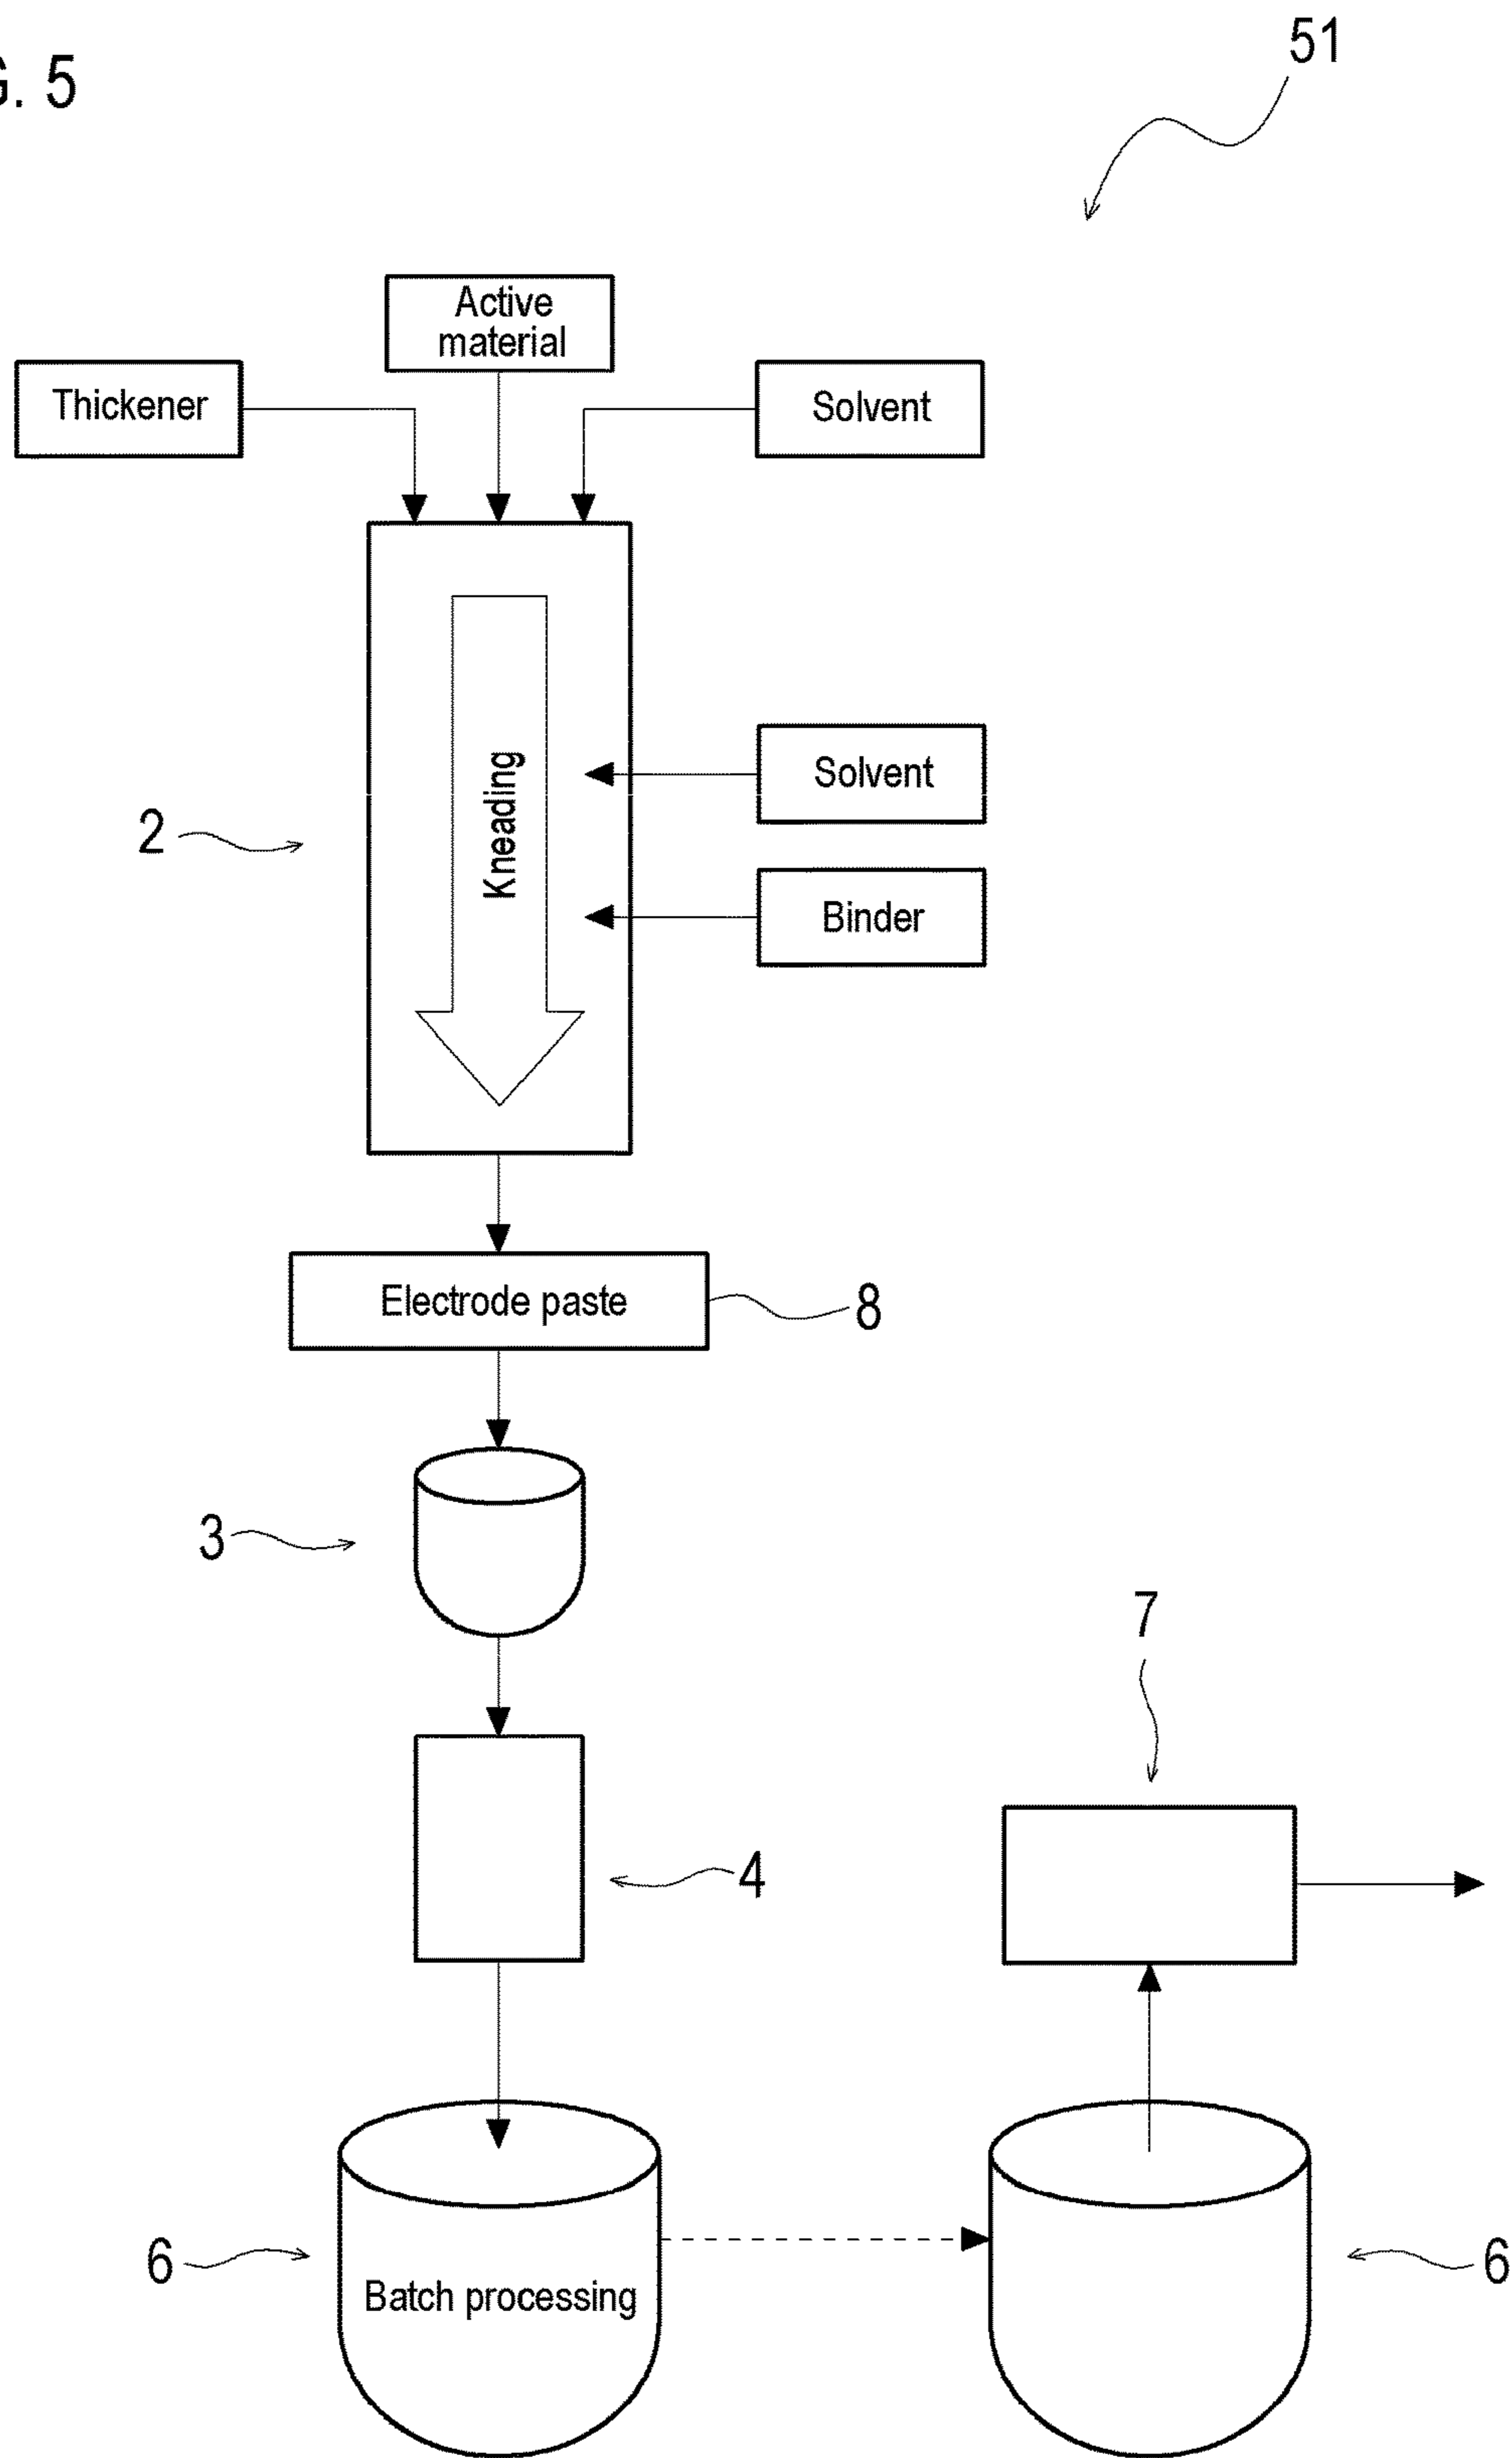 G. 5
51
Active
material
Thickener
Solvent
Solvent
Kneading
2
Binder
Electrode paste
8
3
7
4
6
Batch processing
6